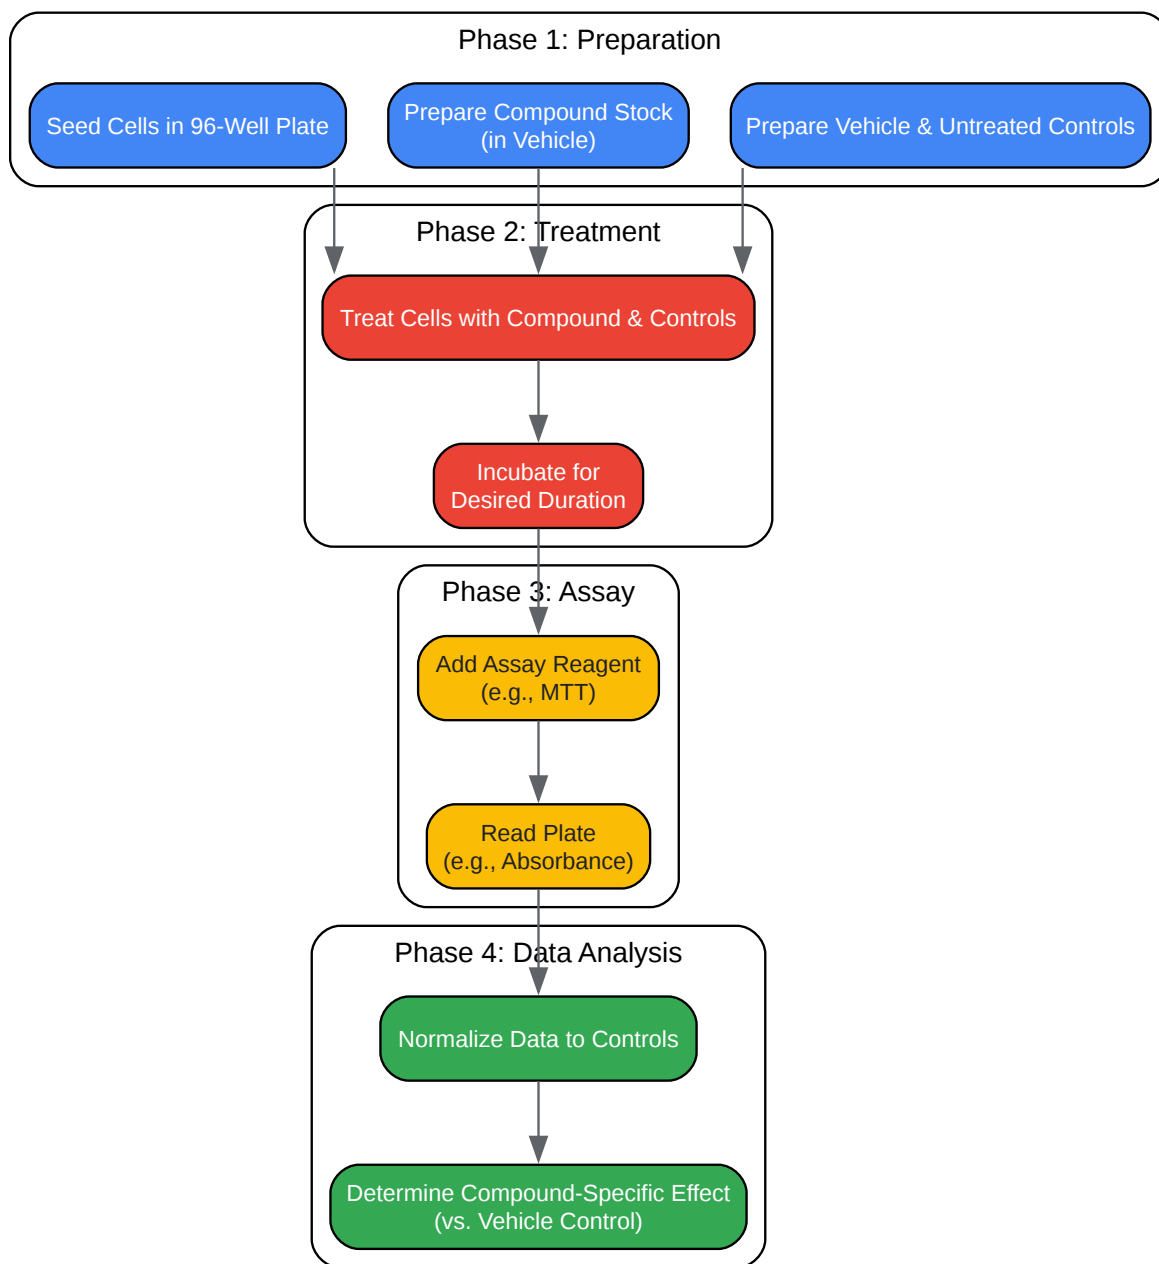 Phase 1: Preparation
Seed Cells in 96-Well Plate
Prepare Compound Stock
(in Vehicle)
Prepare Vehicle & Untreated Controls
Phase 2: Treatment
Treat Cells with Compound & Controls
Incubate for
Desired Duration
Phase 3: Assay
Add Assay Reagent
(e.g., MTT)
Read Plate
(e.g., Absorbance)
Phase 4: Data Analysis
Normalize Data to Controls
Determine Compound-Specific Effect
(vs. Vehicle Control)